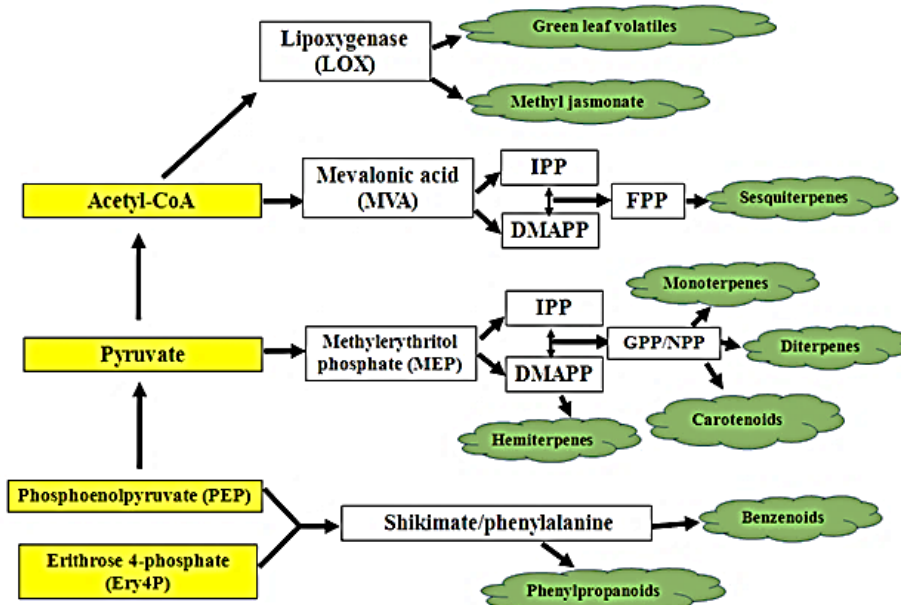 Lipoxygenase
(LOX)
Green leaf volatiles
Methyl jasmonate
Acetyl-CoA
Mevalonic acid
(MVA)
IPP
DMAPP
FPP
Sesquiterpenes
Pyruvate
Methylerythritol
phosphate (MEP)
IPP
DMAPP
GPP/NPP
Monoterpenes
Diterpenes
Carotenoids
Hemiterpenes
Phosphoenolpyruvate (PEP)
Erithrose 4-phosphate
(Ery4P)
Shikimate/phenylalanine
Benzenoids
Phenylpropanoids